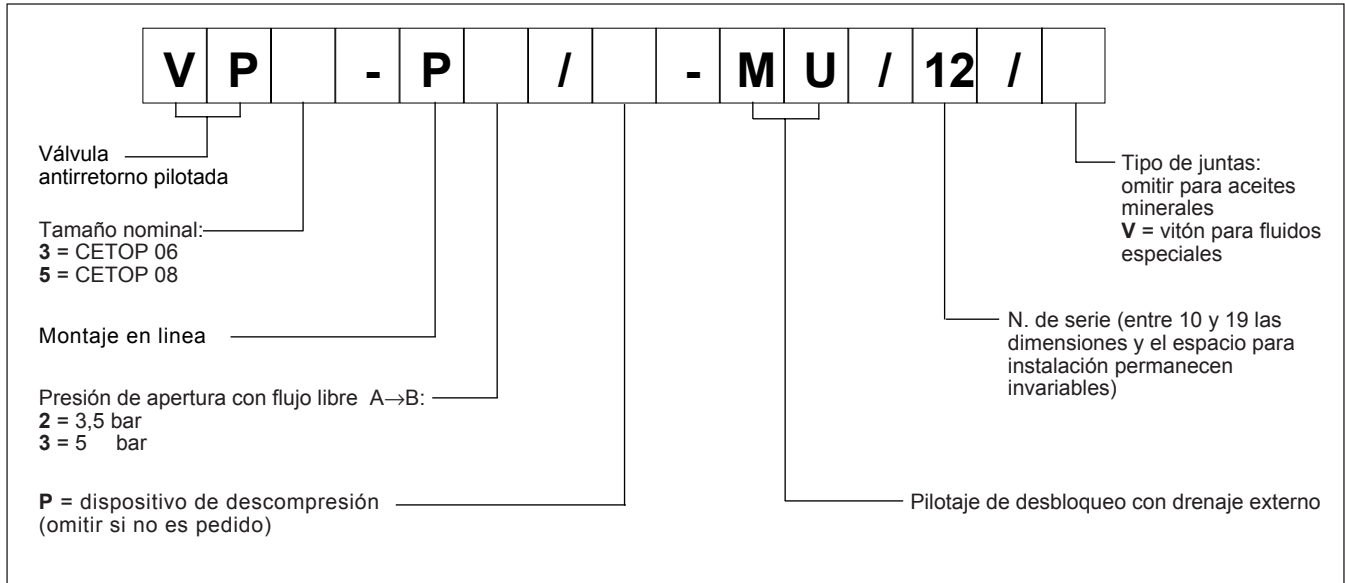 V P - P / - M U / 12 /
Válvula
antirretorno pilotada
Tamaño nominal:
3 = CETOP 06
5 = CETOP 08
Montaje en linea
Presión de apertura con flujo libre A→B:
2 = 3,5 bar
3 = 5 bar
P = dispositivo de descompresión
(omitir si no es pedido)
Tipo de juntas:
omitir para aceites
minerales
V = vitón para fluidos
especiales
N. de serie (entre 10 y 19 las
dimensiones y el espacio para
instalación permanecen
invariables)
Pilotaje de desbloqueo con drenaje externo